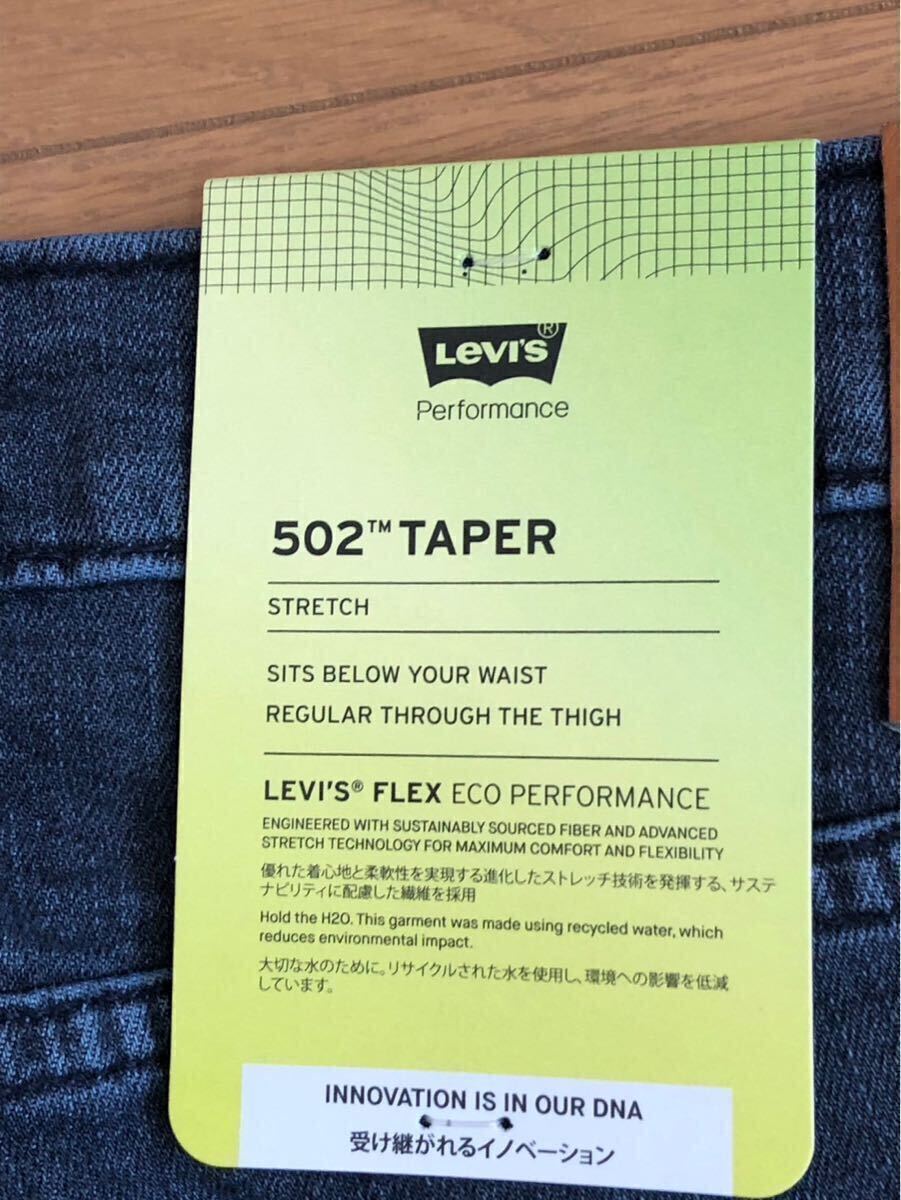 LEVI'S®
Performance
502™ TAPER
STRETCH
SITS BELOW YOUR WAIST
REGULAR THROUGH THE THIGH
LEVI'S® FLEX ECO PERFORMANCE
ENGINEERED WITH SUSTAINABLY SOURCED FIBER AND ADVANCED
STRETCH TECHNOLOGY FOR MAXIMUM COMFORT AND FLEXIBILITY
優れた着心地と柔軟性を実現する進化したストレッチ技術を発揮する、サステ
ナビリティに配慮した繊維を採用
Hold the H2O. This garment was made using recycled water, which
reduces environmental impact.
大切な水のために。リサイクルされた水を使用し、環境への影響を低減
しています。
INNOVATION IS IN OUR DNA
受け継がれるイノベーション